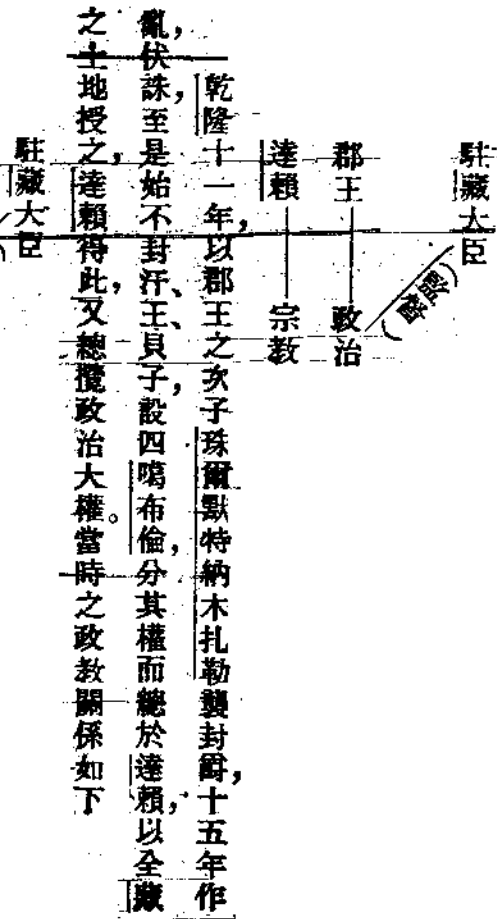 駐藏大臣
（監督）
郡王 政治
達賴 宗教
乾隆十一年，以郡王之次子珠爾默特納木扎勒襲封爵，十五年作
亂，伏誅，至是始不封汗、王、貝子，設四噶布倫，分其權而總於達賴，以全藏
之土地授之，達賴得此，又總攬政治大權。當時之政教關係如下
駐藏大臣